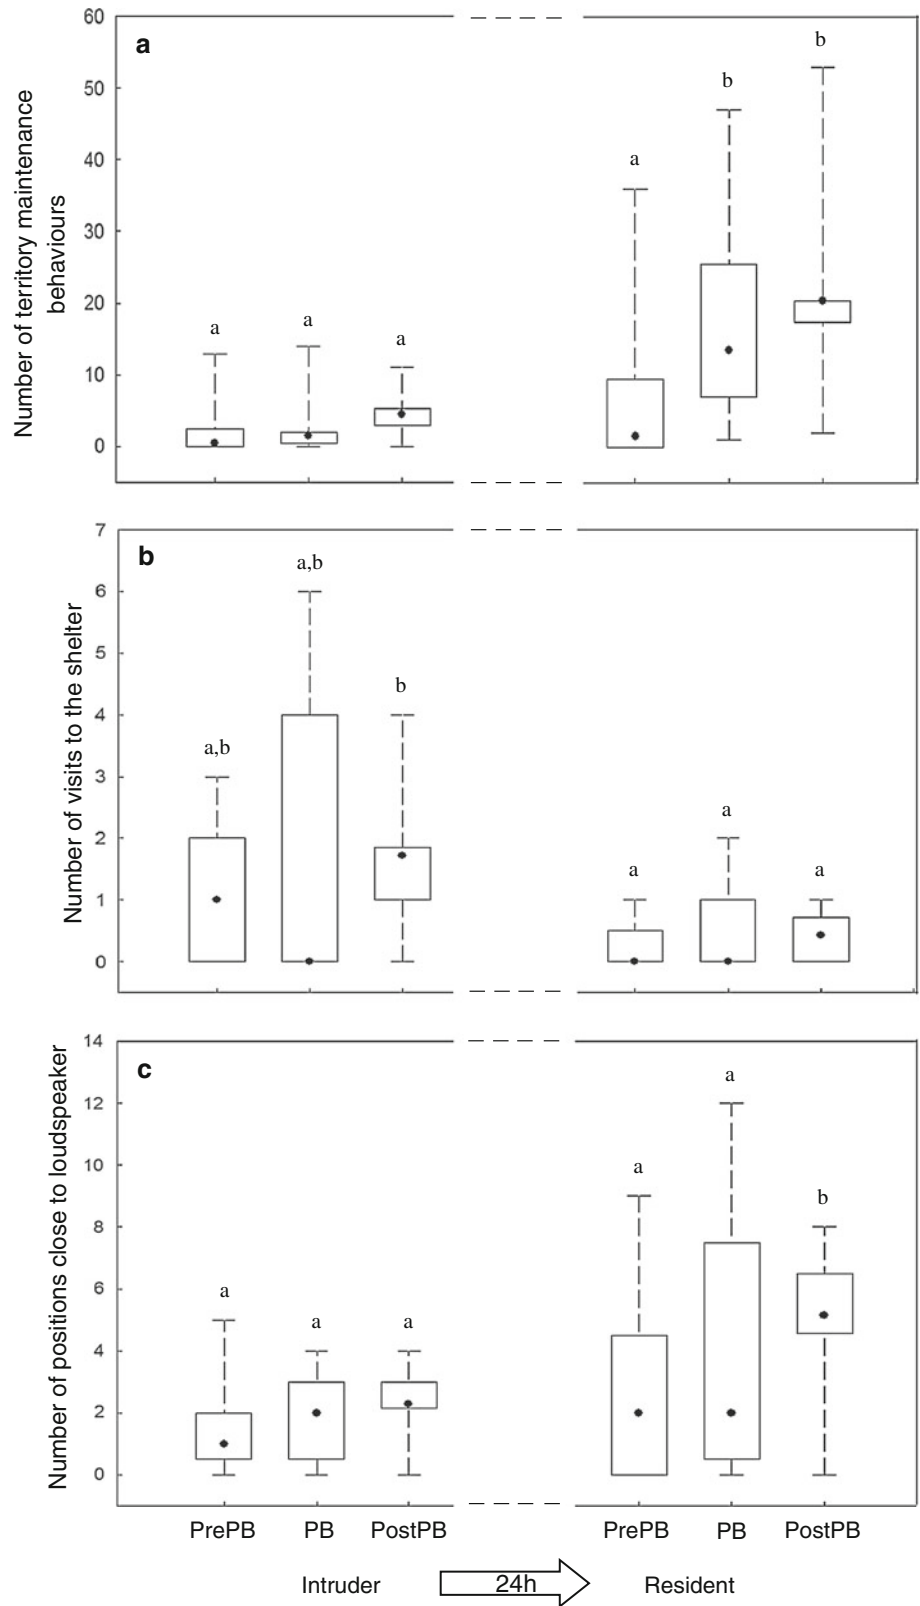 a
Number of territory maintenance
behaviours
60
50
40
30
20
10
0
a
a
a
a
b
b
b
Number of visits to the shelter
7
6
5
4
3
2
1
0
a,b
a,b
b
a
a
a
c
Number of positions close to loudspeaker
14
12
10
8
6
4
2
0
a
a
a
a
a
b
PrePB PB PostPB PrePB PB PostPB
Intruder 24h Resident